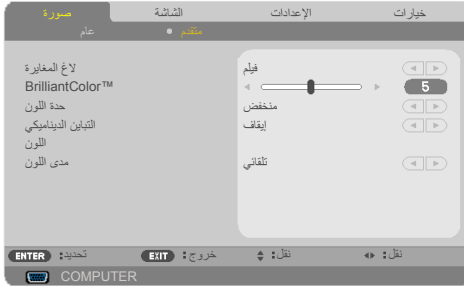 صورة الشاشة الإعدادات خيارات
عام متقدم
لاغ المغايرة فيلم
BrilliantColor™ 5
حدة اللون منخفض
التباين الديناميكي إيقاف
اللون
مدى اللون تلقائي
ENTER :تحديد EXIT :خروج نقل: نقل:
COMPUTER